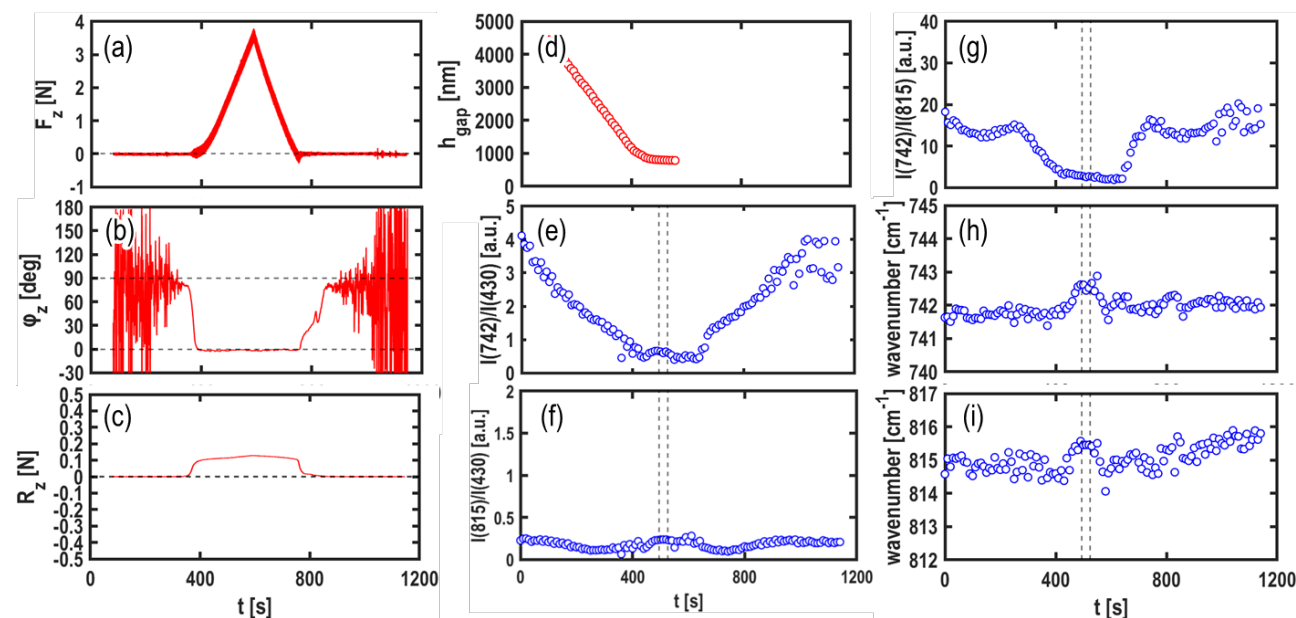 (a)
F_z [N]
4
3
2
1
0
1
(b)
φ_z [deg]
180
150
120
90
60
30
0
-30
(c)
R_z [N]
0.5
0.4
0.3
0.2
0.1
0
-0.1
-0.2
-0.3
-0.4
-0.5
0 400 800 1200
t [s]
(d)
h_gap [nm]
5000
4000
3000
2000
1000
0
(e)
I(742)/I(430) [a.u.]
5
4
3
2
1
0
(f)
I(815)/I(430) [a.u.]
2
1.5
1
0.5
0
0 400 800 1200
t [s]
(g)
I(742)/I(815) [a.u.]
40
30
20
10
0
(h)
wavenumber [cm⁻¹]
745
744
743
742
741
740
0 400 800 1200
(i)
wavenumber [cm⁻¹]
817
816
815
814
813
812
0 400 800 1200
t [s]